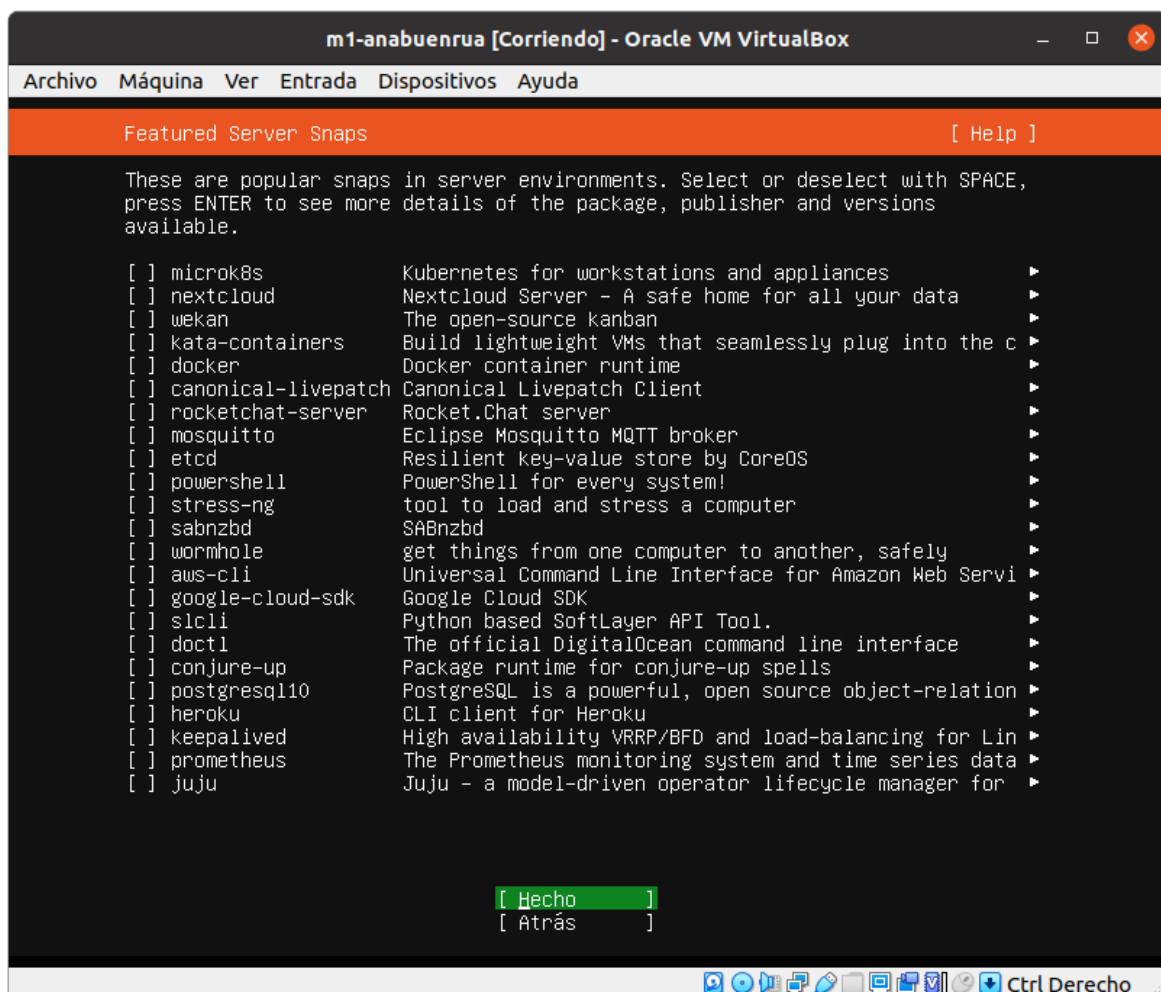 m1-anabuenrua [Corriendo] - Oracle VM VirtualBox
Archivo Máquina Ver Entrada Dispositivos Ayuda
Featured Server Snaps [ Help ]
These are popular snaps in server environments. Select or deselect with SPACE,
press ENTER to see more details of the package, publisher and versions
available.
[ ] microk8s Kubernetes for workstations and appliances ►
[ ] nextcloud Nextcloud Server - A safe home for all your data ►
[ ] wekan The open-source kanban ►
[ ] kata-containers Build lightweight VMs that seamlessly plug into the c ►
[ ] docker Docker container runtime ►
[ ] canonical-livepatch Canonical Livepatch Client ►
[ ] rocketchat-server Rocket.Chat server ►
[ ] mosquitto Eclipse Mosquitto MQTT broker ►
[ ] etcd Resilient key-value store by CoreOS ►
[ ] powershell PowerShell for every system! ►
[ ] stress-ng tool to load and stress a computer ►
[ ] sabnzbd SABnzbd ►
[ ] wormhole get things from one computer to another, safely ►
[ ] aws-cli Universal Command Line Interface for Amazon Web Servi ►
[ ] google-cloud-sdk Google Cloud SDK ►
[ ] slcli Python based SoftLayer API Tool. ►
[ ] doctl The official DigitalOcean command line interface ►
[ ] conjure-up Package runtime for conjure-up spells ►
[ ] postgresql10 PostgreSQL is a powerful, open source object-relation ►
[ ] heroku CLI client for Heroku ►
[ ] keepalived High availability VRRP/BFD and load-balancing for Lin ►
[ ] prometheus The Prometheus monitoring system and time series data ►
[ ] juju Juju - a model-driven operator lifecycle manager for ►
[ Hecho ]
[ Atrás ]
Ctrl Derecho